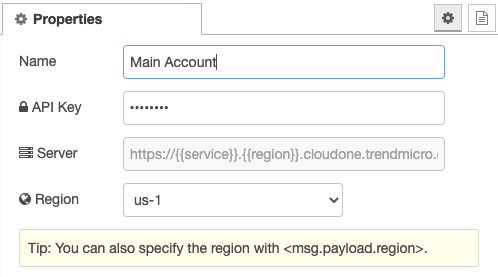 Properties
Name
Main Account
API Key
••••••••
Server
https://{{service}}.{{region}}.cloudone.trendmicro.
Region
us-1
Tip: You can also specify the region with <msg.payload.region>.